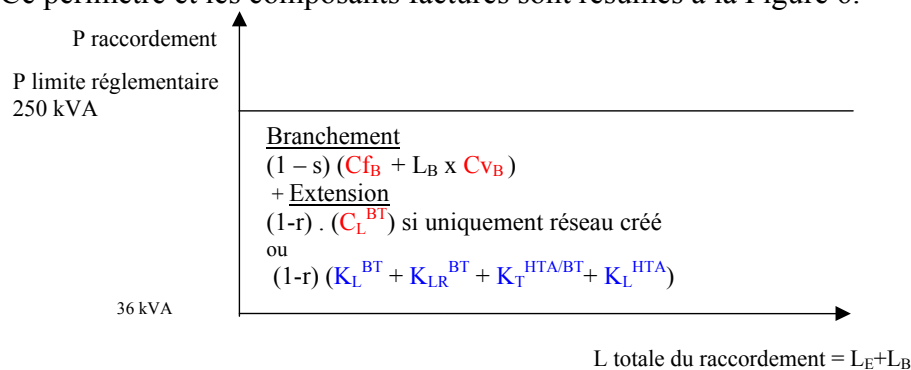 Ce périmètre et les composants facturés sont résumés à la Figure 6.
P raccordement
P limite réglementaire
250 kVA
Branchement
(1 – s) (Cf_B + L_B x Cv_B )
+ Extension
(1-r) . (C_L^BT) si uniquement réseau créé
ou
(1-r) (K_L^BT + K_LR^BT + K_T^HTA/BT+ K_L^HTA)
36 kVA
L totale du raccordement = L_E+L_B